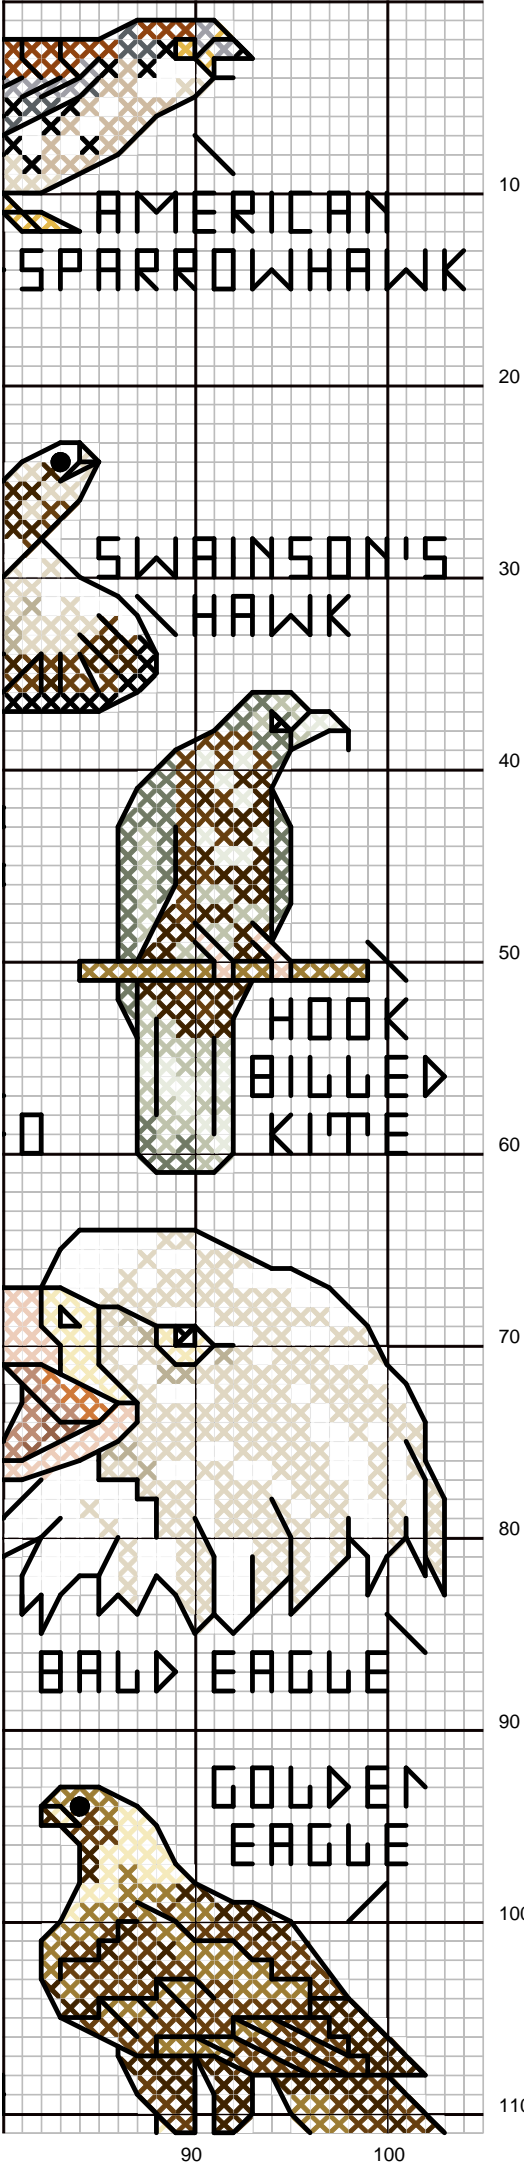 10
AMERICAN
SPARROWHAWK
20
SWAINSON'S
30
HAWK
40
50
HOOK
BILLED
O
KITE
60
70
80
BALD EAGLE
90
GOLDEN
EAGLE
100
110
90 100